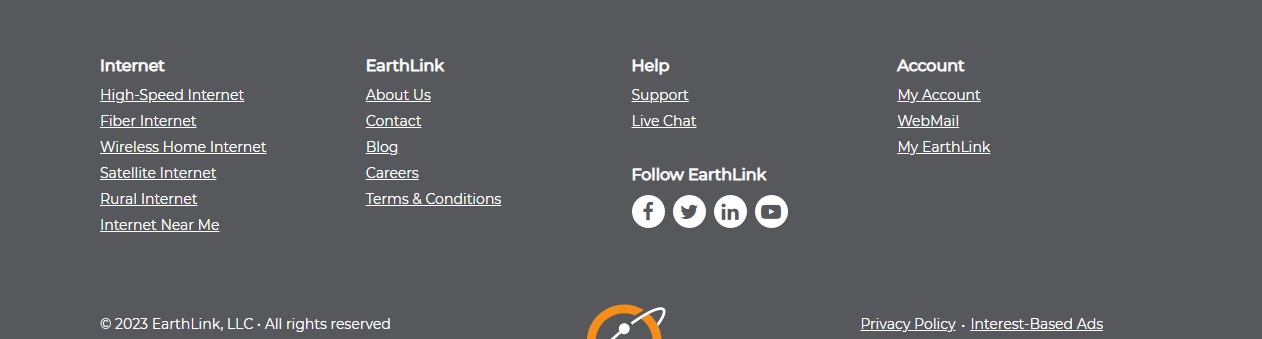 Internet
High-Speed Internet
Fiber Internet
Wireless Home Internet
Satellite Internet
Rural Internet
Internet Near Me
EarthLink
About Us
Contact
Blog
Careers
Terms & Conditions
Help
Support
Live Chat
Follow EarthLink
Account
My Account
WebMail
My EarthLink
© 2023 EarthLink, LLC • All rights reserved
Privacy Policy • Interest-Based Ads